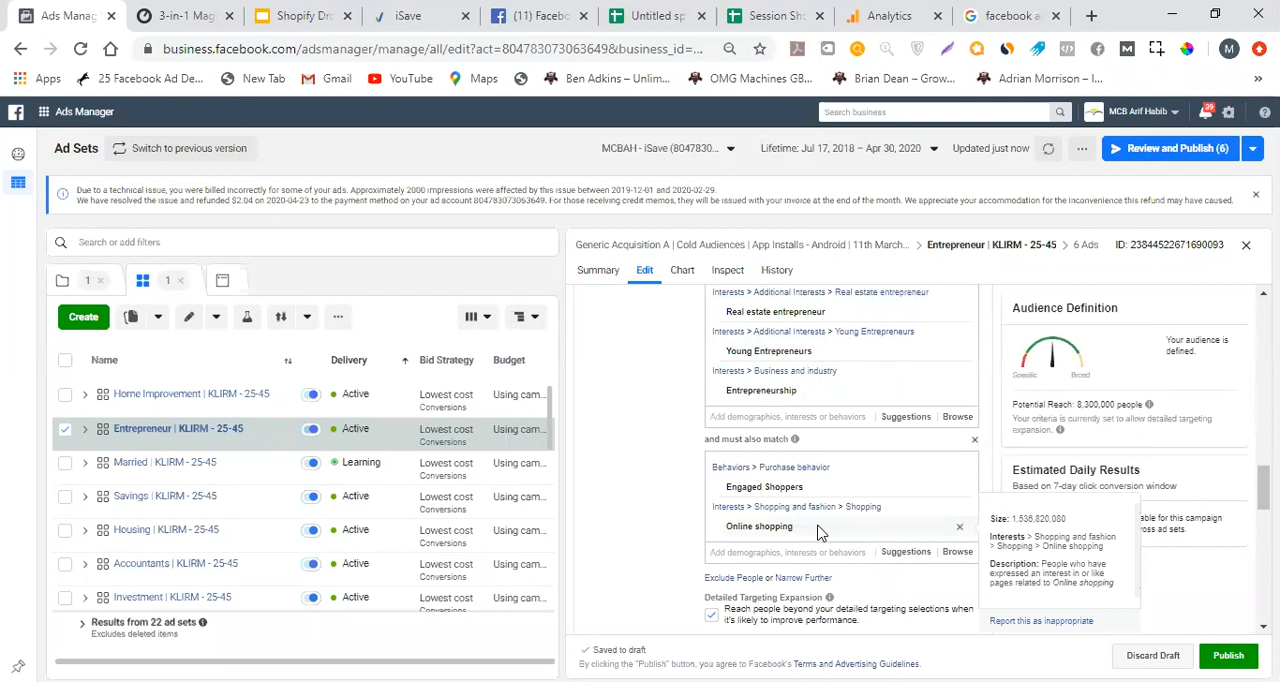 Ads Manager
3-in-1 Mag
Shopify Dro
iSave
(11) Facebo
Untitled sp
Session Sho
Analytics
facebook a
business.facebook.com/adsmanager/manage/all/edit?act=804783073063649&business_id=...
M
Apps
25 Facebook Ad De...
New Tab
Gmail
YouTube
Maps
Ben Adkins – Unlim...
OMG Machines GB...
Brian Dean – Grow...
Adrian Morrison – I...
»
Ads Manager
Search business
MCB Arif Habib
29
Ad Sets
Switch to previous version
MCBAH - iSave (8047830...
Lifetime: Jul 17, 2018 – Apr 30, 2020
Updated just now
Review and Publish (6)
Due to a technical issue, you were billed incorrectly for some of your ads. Approximately 2000 impressions were affected by this issue between 2019-12-01 and 2020-02-29.
We have resolved the issue and refunded $2.04 on 2020-04-23 to the payment method on your ad account 804783073063649. For those receiving credit memos, they will be issued with your invoice at the end of the month. We appreciate your accommodation for the inconvenience this refund may have caused.
Search or add filters
Generic Acquisition A | Cold Audiences | App Installs - Android | 11th March...
Entrepreneur | KLIRM - 25-45
6 Ads
ID: 23844522671690093
1
1
Summary
Edit
Chart
Inspect
History
Create
Name
Delivery
Bid Strategy
Budget
Home Improvement | KLIRM - 25-45
Active
Lowest cost
Conversions
Using cam...
Entrepreneur | KLIRM - 25-45
Active
Lowest cost
Conversions
Using cam...
Married | KLIRM - 25-45
Learning
Lowest cost
Conversions
Using cam...
Savings | KLIRM - 25-45
Active
Lowest cost
Conversions
Using cam...
Housing | KLIRM - 25-45
Active
Lowest cost
Conversions
Using cam...
Accountants | KLIRM - 25-45
Active
Lowest cost
Conversions
Using cam...
Investment | KLIRM - 25-45
Active
Lowest cost
Conversions
Using cam...
Results from 22 ad sets
Excludes deleted items
Interests > Additional Interests > Real estate entrepreneur
Real estate entrepreneur
Interests > Additional Interests > Young Entrepreneurs
Young Entrepreneurs
Interests > Business and industry
Entrepreneurship
Add demographics, interests or behaviors
Suggestions
Browse
and must also match
Behaviors > Purchase behavior
Engaged Shoppers
Interests > Shopping and fashion > Shopping
Online shopping
Add demographics, interests or behaviors
Suggestions
Browse
Exclude People or Narrow Further
Detailed Targeting Expansion
Reach people beyond your detailed targeting selections when
it's likely to improve performance.
Audience Definition
Your audience is
defined.
Specific
Broad
Potential Reach: 8,300,000 people
Your criteria is currently set to allow detailed targeting
expansion.
Estimated Daily Results
Based on 7-day click conversion window
able for this campaign
ross ad sets.
Size: 1,536,820,080
Interests > Shopping and fashion
> Shopping > Online shopping
Description: People who have
expressed an interest in or like
pages related to Online shopping
Report this as inappropriate
Saved to draft
By clicking the "Publish" button, you agree to Facebook's Terms and Advertising Guidelines.
Discard Draft
Publish